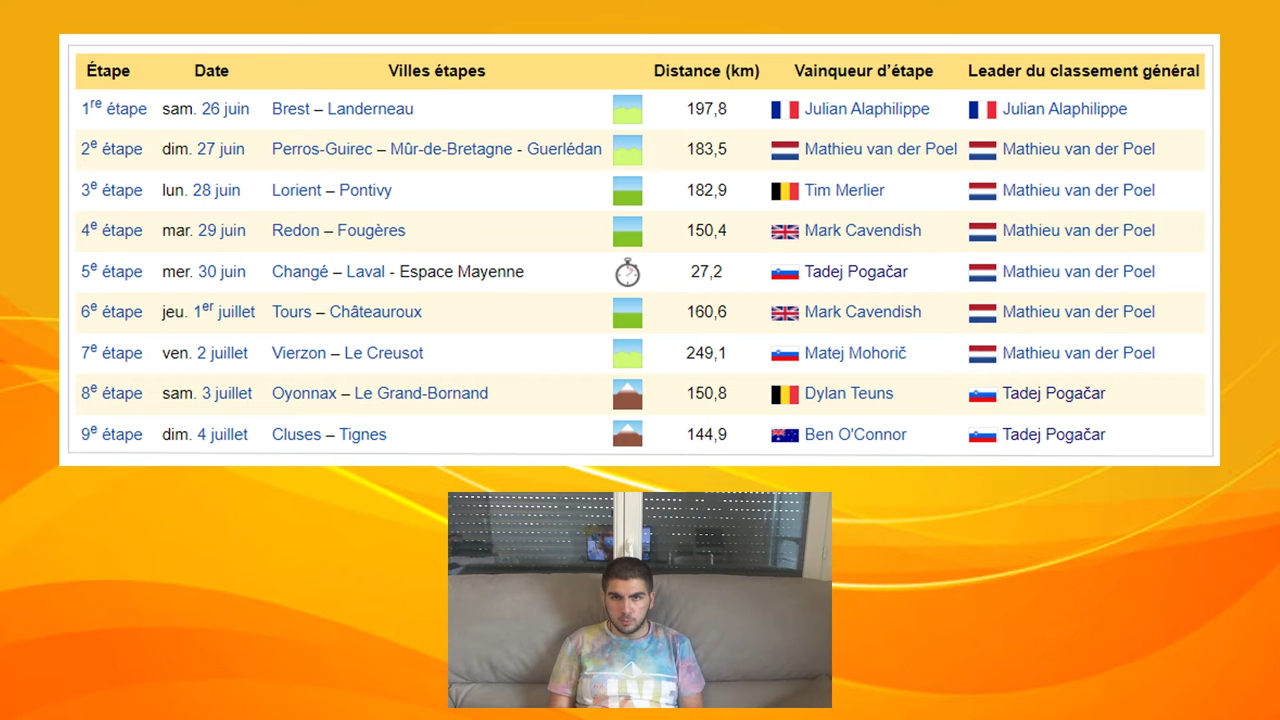 Étape Date Villes étapes Distance (km) Vainqueur d’étape Leader du classement général
1re étape sam. 26 juin Brest – Landerneau 197,8 Julian Alaphilippe Julian Alaphilippe
2e étape dim. 27 juin Perros-Guirec – Mûr-de-Bretagne - Guerlédan 183,5 Mathieu van der Poel Mathieu van der Poel
3e étape lun. 28 juin Lorient – Pontivy 182,9 Tim Merlier Mathieu van der Poel
4e étape mar. 29 juin Redon – Fougères 150,4 Mark Cavendish Mathieu van der Poel
5e étape mer. 30 juin Changé – Laval - Espace Mayenne 27,2 Tadej Pogačar Mathieu van der Poel
6e étape jeu. 1er juillet Tours – Châteauroux 160,6 Mark Cavendish Mathieu van der Poel
7e étape ven. 2 juillet Vierzon – Le Creusot 249,1 Matej Mohorič Mathieu van der Poel
8e étape sam. 3 juillet Oyonnax – Le Grand-Bornand 150,8 Dylan Teuns Tadej Pogačar
9e étape dim. 4 juillet Cluses – Tignes 144,9 Ben O'Connor Tadej Pogačar